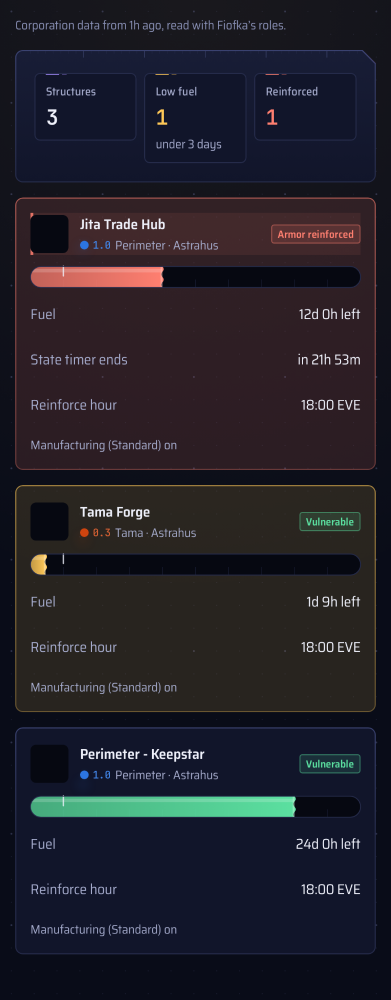 Corporation data from 1h ago, read with Fiofka's roles.
Structures
3
Low fuel
1
under 3 days
Reinforced
1
Jita Trade Hub
1.0 Perimeter · Astrahus
Armor reinforced
Fuel
12d 0h left
State timer ends
in 21h 53m
Reinforce hour
18:00 EVE
Manufacturing (Standard) on
Tama Forge
0.3 Tama · Astrahus
Vulnerable
Fuel
1d 9h left
Reinforce hour
18:00 EVE
Manufacturing (Standard) on
Perimeter - Keepstar
1.0 Perimeter · Astrahus
Vulnerable
Fuel
24d 0h left
Reinforce hour
18:00 EVE
Manufacturing (Standard) on